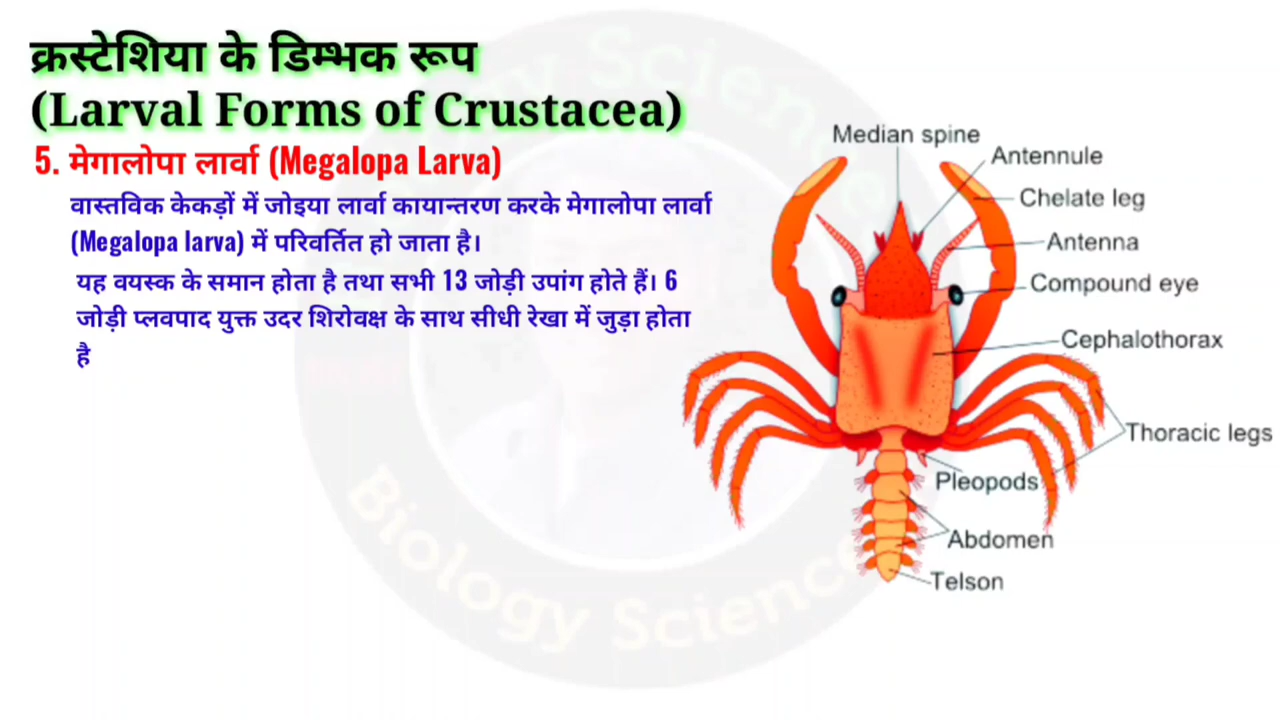 क्रस्टेशिया के डिम्भक रूप
(Larval Forms of Crustacea)
5. मेगालोपा लार्वा (Megalopa Larva)
वास्तविक केकड़ों में जोइया लार्वा कायान्तरण करके मेगालोपा लार्वा
(Megalopa larva) में परिवर्तित हो जाता है।
यह वयस्क के समान होता है तथा सभी 13 जोड़ी उपांग होते हैं। 6
जोड़ी प्लवपाद युक्त उदर शिरोवक्ष के साथ सीधी रेखा में जुड़ा होता
है
Median spine
Antennule
Chelate leg
Antenna
Compound eye
Cephalothorax
Thoracic legs
Pleopods
Abdomen
Telson
Biology Science